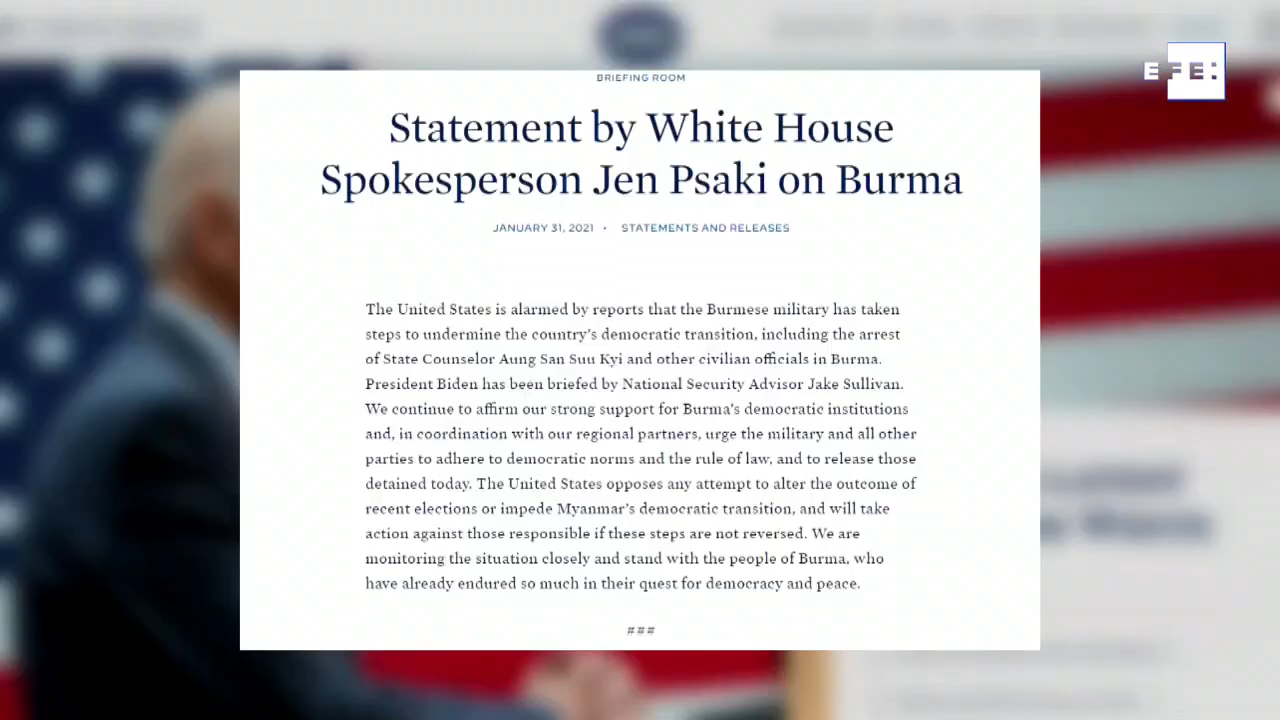 BRIEFING ROOM
EFE:
Statement by White House
Spokesperson Jen Psaki on Burma
JANUARY 31, 2021 • STATEMENTS AND RELEASES
The United States is alarmed by reports that the Burmese military has taken
steps to undermine the country's democratic transition, including the arrest
of State Counselor Aung San Suu Kyi and other civilian officials in Burma.
President Biden has been briefed by National Security Advisor Jake Sullivan.
We continue to affirm our strong support for Burma's democratic institutions
and, in coordination with our regional partners, urge the military and all other
parties to adhere to democratic norms and the rule of law, and to release those
detained today. The United States opposes any attempt to alter the outcome of
recent elections or impede Myanmar's democratic transition, and will take
action against those responsible if these steps are not reversed. We are
monitoring the situation closely and stand with the people of Burma, who
have already endured so much in their quest for democracy and peace.
###